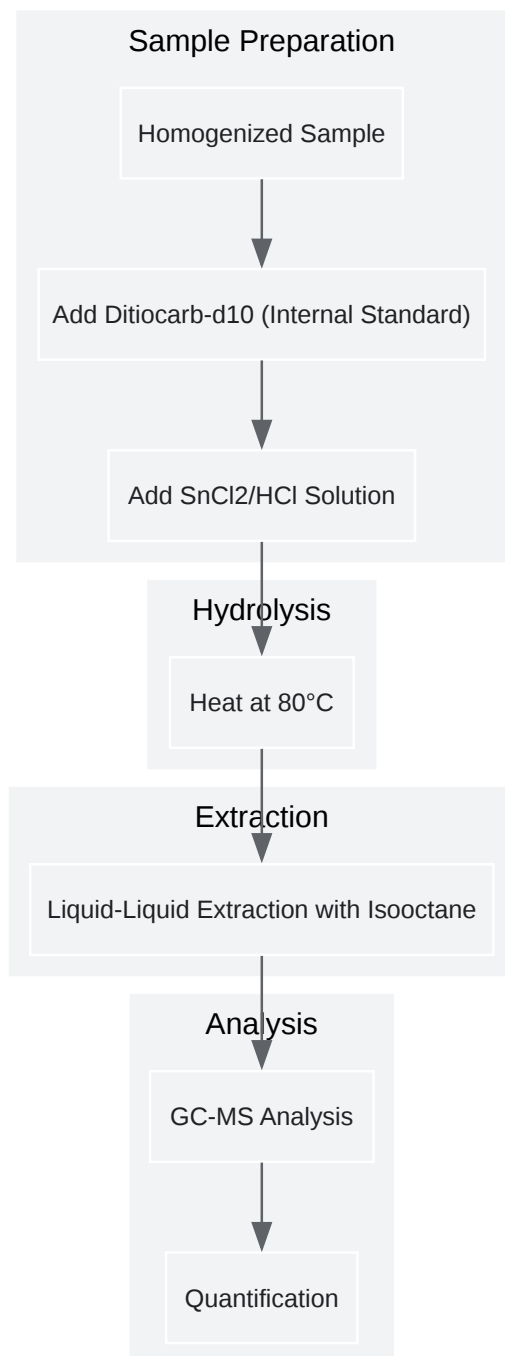 Sample Preparation
Homogenized Sample
Add Ditiocarb-d10 (Internal Standard)
Add SnCl2/HCl Solution
Hydrolysis
Heat at 80°C
Extraction
Liquid-Liquid Extraction with Isooctane
Analysis
GC-MS Analysis
Quantification